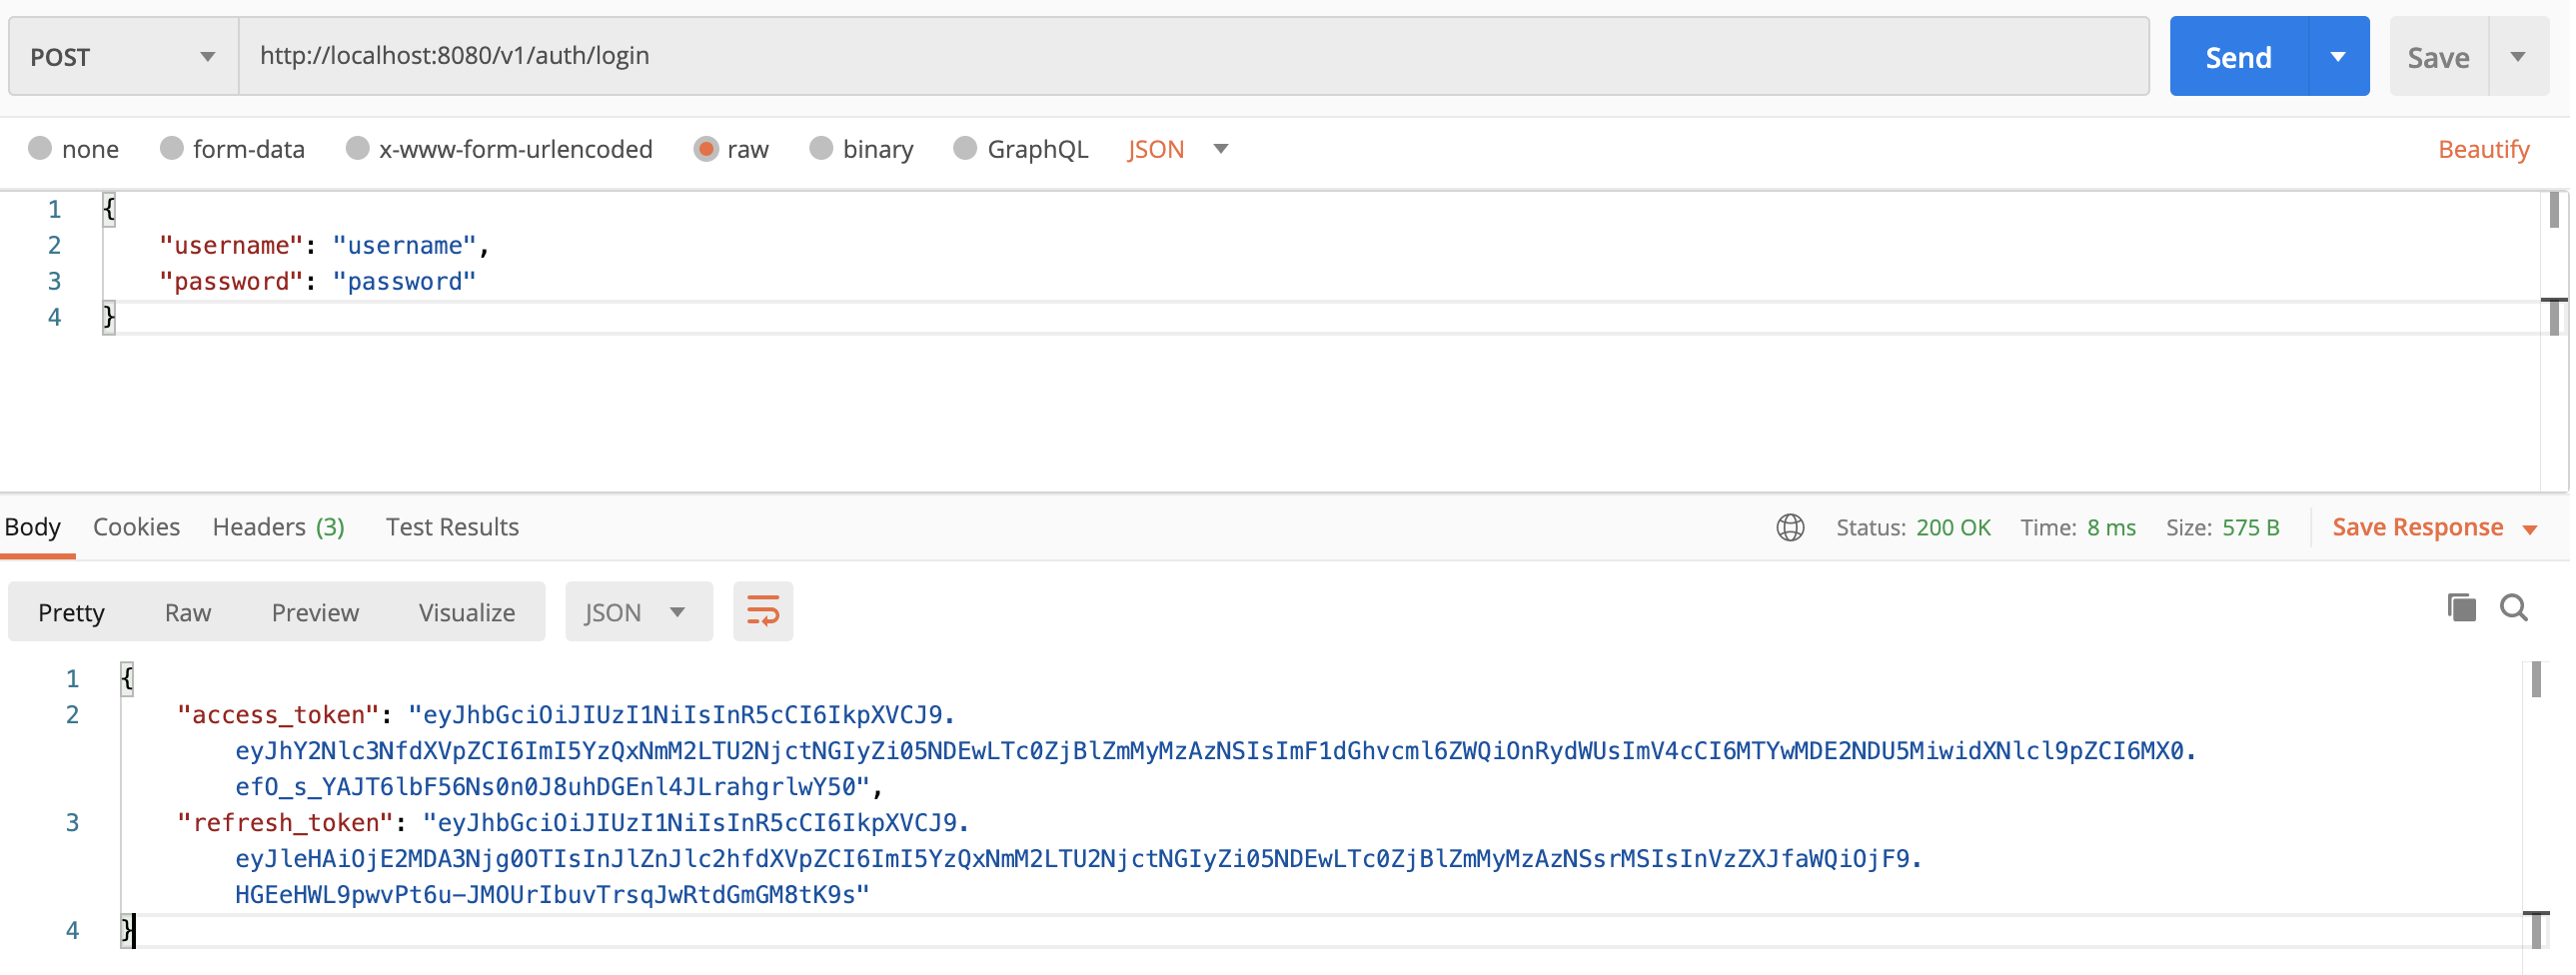 POST http://localhost:8080/v1/auth/login Send Save
none form-data x-www-form-urlencoded raw binary GraphQL JSON Beautify
1 {
2 "username": "username",
3 "password": "password"
4 }
Body Cookies Headers (3) Test Results Status: 200 OK Time: 8 ms Size: 575 B Save Response
Pretty Raw Preview Visualize JSON
1 {
2 "access_token": "eyJhbGciOiJIUzI1NiIsInR5cCI6IkpXVCJ9.
eyJhY2Nlc3NfdXVpZCI6ImI5YzQxNmM2LTU2NjctNGIyZi05NDEwLTc0ZjBlZmMyMzAzNSIsImF1dGhvcml6ZWQiOnRydWUsImV4cCI6MTYwMDE2NDU5MiwidXNlcl9pZCI6MX0.
efO_s_YAJT6lbF56Ns0n0J8uhDGEnl4JLrahgrlwY50",
3 "refresh_token": "eyJhbGciOiJIUzI1NiIsInR5cCI6IkpXVCJ9.
eyJleHAiOjE2MDA3Njg0OTIsInJlZnJlc2hfdXVpZCI6ImI5YzQxNmM2LTU2NjctNGIyZi05NDEwLTc0ZjBlZmMyMzAzNSsrMSIsInVzZXJfaWQiOjF9.
HGEeHWL9pwvPt6u-JMOUrIbuvTrsqJwRtdGmGM8tK9s"
4 }